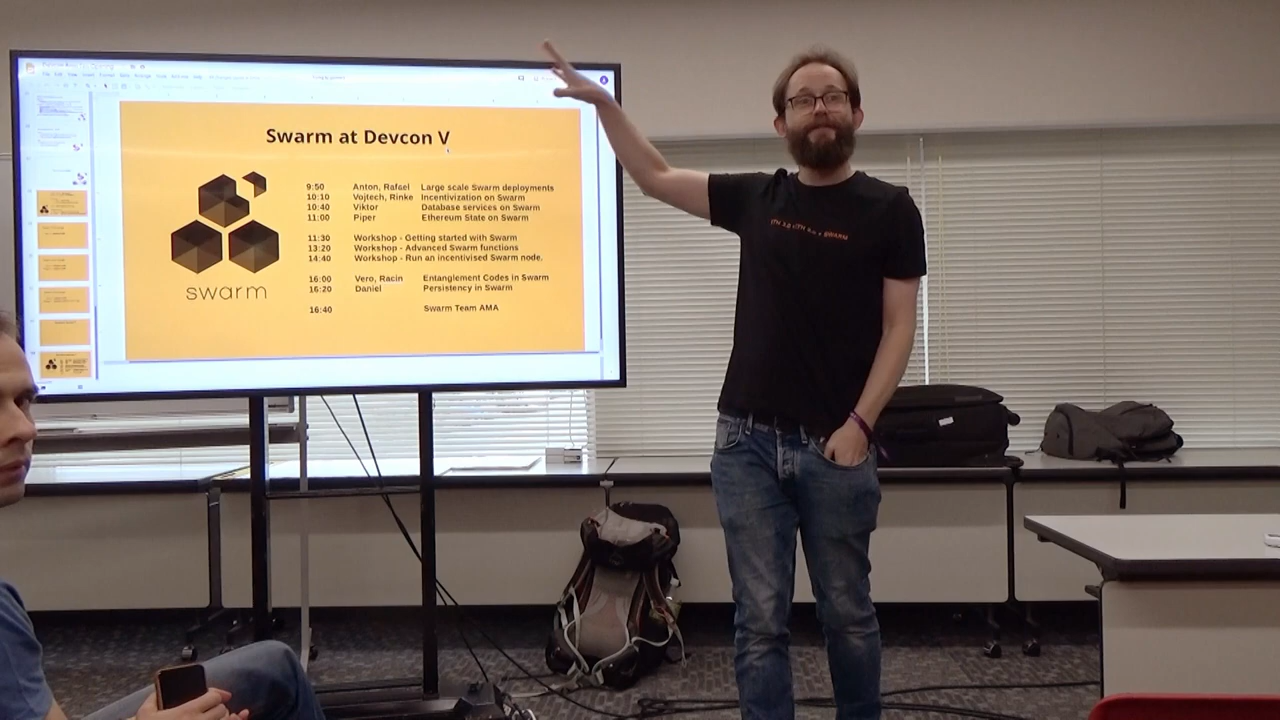 Swarm at Devcon V
swarm
9:50 Anton, Rafael Large scale Swarm deployments
10:10 Vojtech, Rinke Incentivization on Swarm
10:40 Viktor Database services on Swarm
11:00 Piper Ethereum State on Swarm
11:30 Workshop - Getting started with Swarm
13:20 Workshop - Advanced Swarm functions
14:40 Workshop - Run an incentivised Swarm node.
16:00 Vero, Racin Entanglement Codes in Swarm
16:20 Daniel Persistency in Swarm
16:40 Swarm Team AMA
SWARM